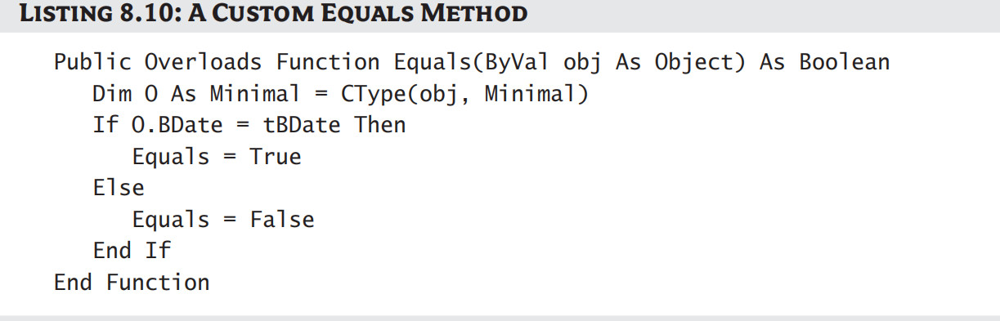 LISTING 8.10: A CUSTOM EQUALS METHOD
Public Overloads Function Equals(ByVal obj As Object) As Boolean
Dim O As Minimal = CType(obj, Minimal)
If O.BDate = tBDate Then
Equals = True
Else
Equals = False
End If
End Function